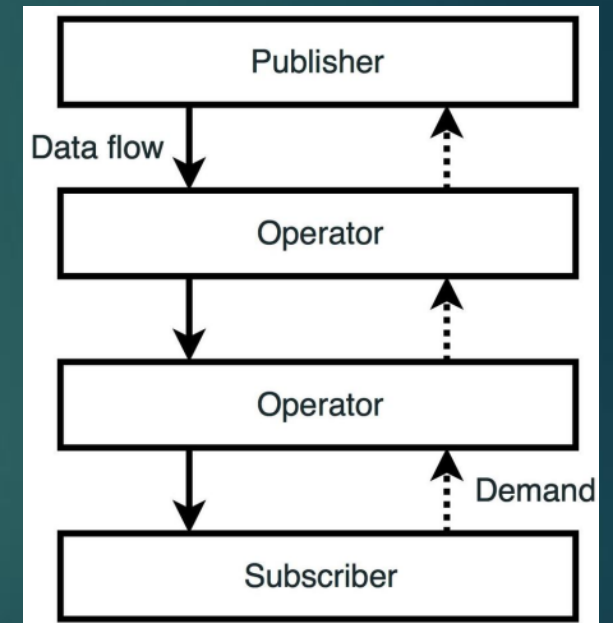 Publisher
Data flow
Operator
Operator
Demand
Subscriber